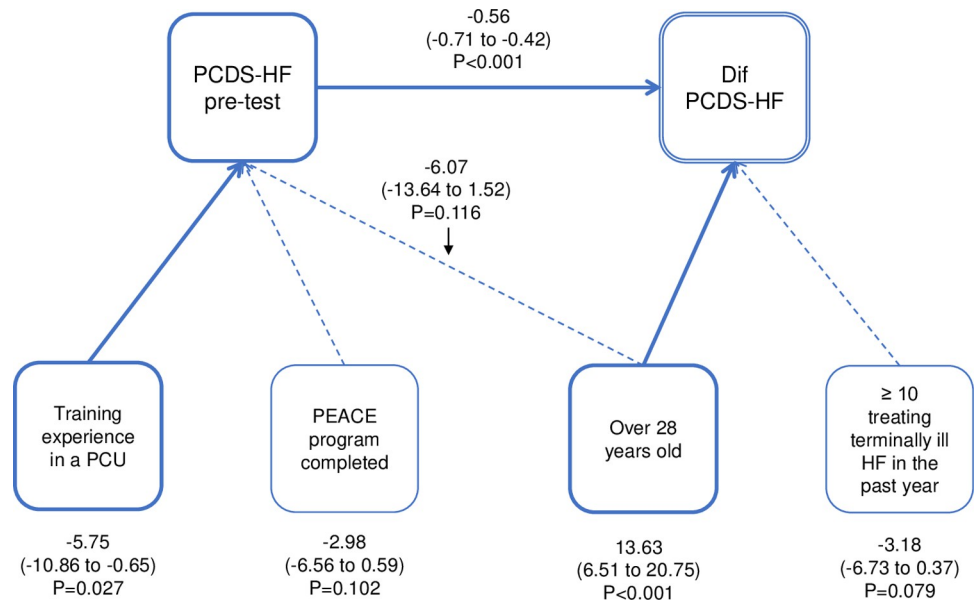 -0.56
(-0.71 to -0.42)
P<0.001
PCDS-HF
pre-test
Dif
PCDS-HF
-6.07
(-13.64 to 1.52)
P=0.116
Training
experience
in a PCU
PEACE
program
completed
Over 28
years old
≥ 10
treating
terminally ill
HF in the
past year
-5.75
(-10.86 to -0.65)
P=0.027
-2.98
(-6.56 to 0.59)
P=0.102
13.63
(6.51 to 20.75)
P<0.001
-3.18
(-6.73 to 0.37)
P=0.079